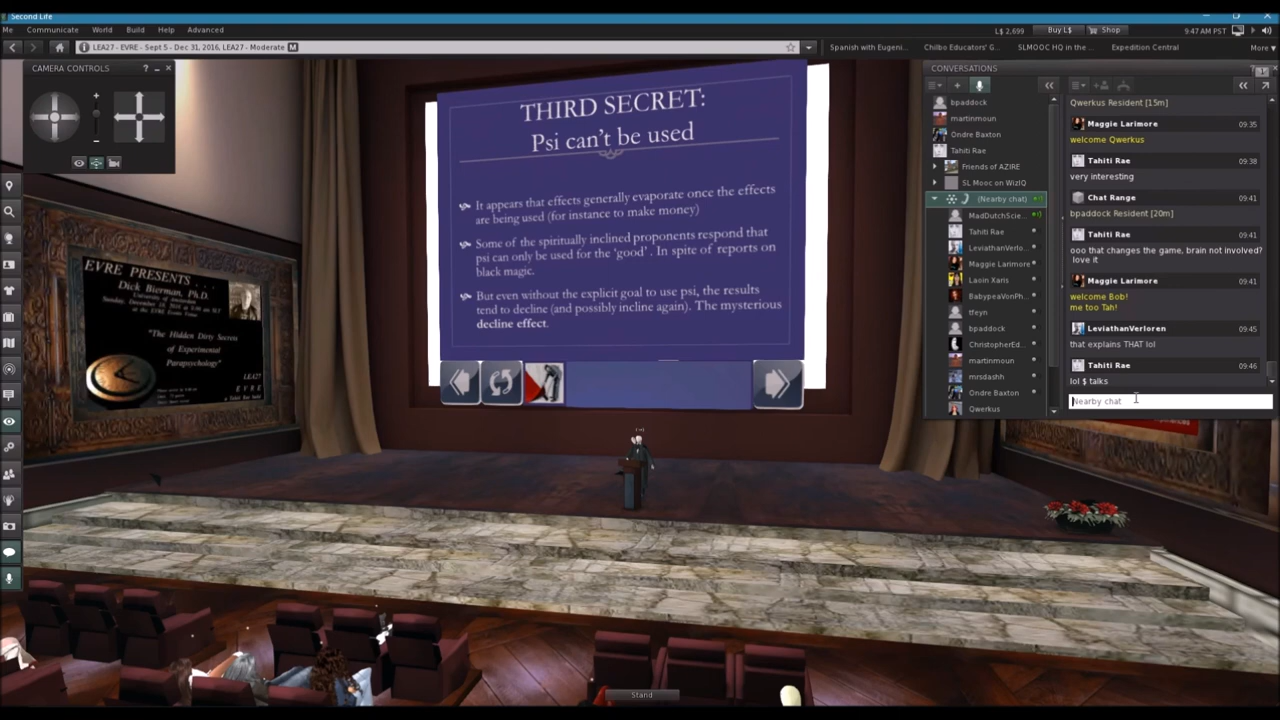 Second Life
Me Communicate World Build Help Advanced
L$ 2,699 Buy L$ Shop 9:47 AM PST
LEA27 - EVRE - Sept 5 - Dec 31, 2016, LEA27 - Moderate M
Spanish with Eugeni... Chilbo Educators' G... SLMOOC HQ in the ... Expedition Central More ▼
CAMERA CONTROLS ? _ ×
THIRD SECRET:
Psi can't be used
It appears that effects generally evaporate once the effects
are being used (for instance to make money)
Some of the spiritually inclined proponents respond that
psi can only be used for the 'good' . In spite of reports on
black magic.
But even without the explicit goal to use psi, the results
tend to decline (and possibly incline again). The mysterious
decline effect.
EVRE PRESENTS . . .
Dick Bierman, Ph.D.
University of Amsterdam
at the EVRE Events Venue
"The Hidden Dirty Secrets
of Experimental
Parapsychology"
LEA27
EVRE
CONVERSATIONS
bpaddock
martinmoun
Ondre Baxton
Tahiti Rae
Friends of AZIRE
SL Mooc on WizIQ
(Nearby chat)
MadDutchScie...
Tahiti Rae
LeviathanVerlo...
Maggie Larimore
Laoin Xaris
BabypeaVonPh...
tfeyn
bpaddock
ChristopherEd...
martinmoun
mrsdashh
Ondre Baxton
Qwerkus
Qwerkus Resident [15m]
Maggie Larimore 09:35
welcome Qwerkus
Tahiti Rae 09:38
very interesting
Chat Range 09:41
bpaddock Resident [20m]
Tahiti Rae 09:41
ooo that changes the game, brain not involved?
love it
Maggie Larimore 09:41
welcome Bob!
me too Tah!
LeviathanVerloren 09:45
that explains THAT lol
Tahiti Rae 09:46
lol $ talks
Nearby chat
Stand